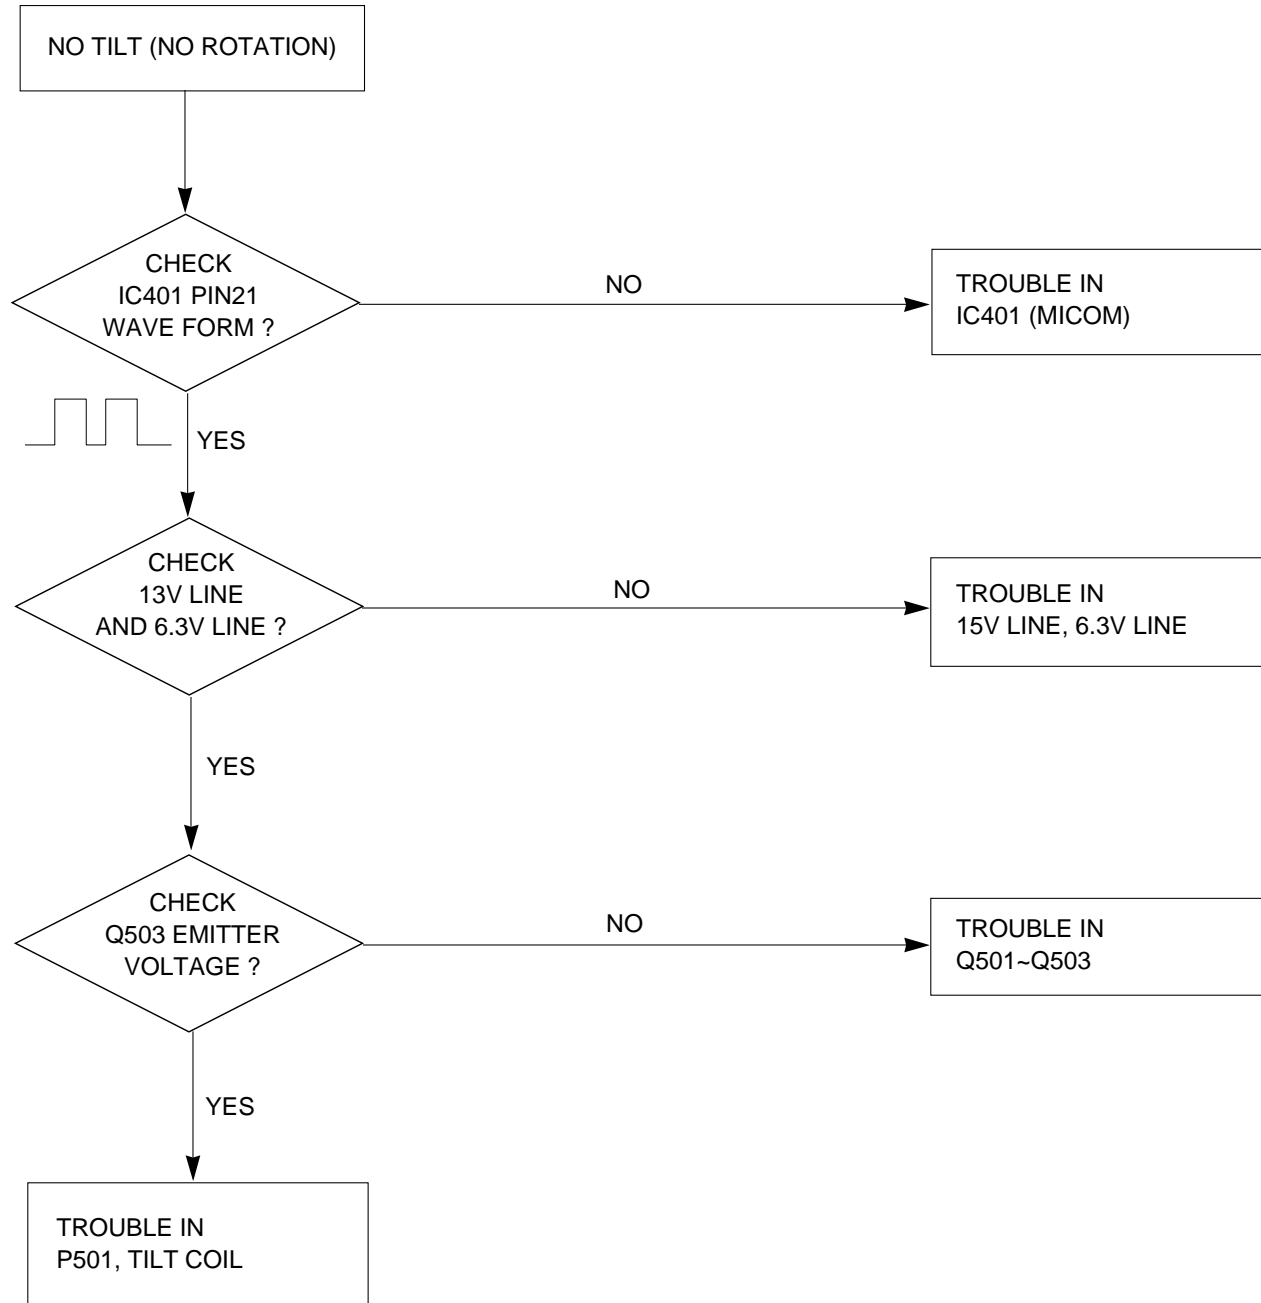 NO TILT (NO ROTATION)
CHECK
IC401 PIN21
WAVE FORM ?
NO
TROUBLE IN
IC401 (MICOM)
YES
CHECK
13V LINE
AND 6.3V LINE ?
NO
TROUBLE IN
15V LINE, 6.3V LINE
YES
CHECK
Q503 EMITTER
VOLTAGE ?
NO
TROUBLE IN
Q501~Q503
YES
TROUBLE IN
P501, TILT COIL